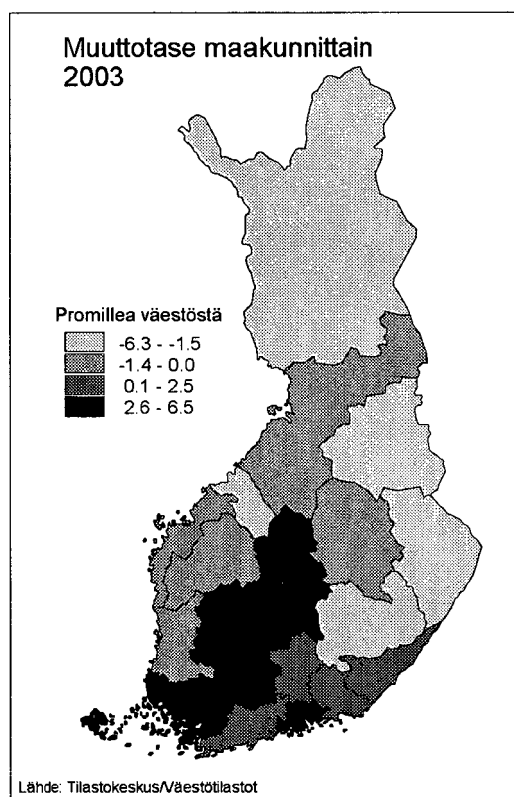 Muuttotase maakunnittain
2003
Promillea väestöstä
-6.3 - -1.5
-1.4 - 0.0
0.1 - 2.5
2.6 - 6.5
Lähde: Tilastokeskus/Väestötilastot